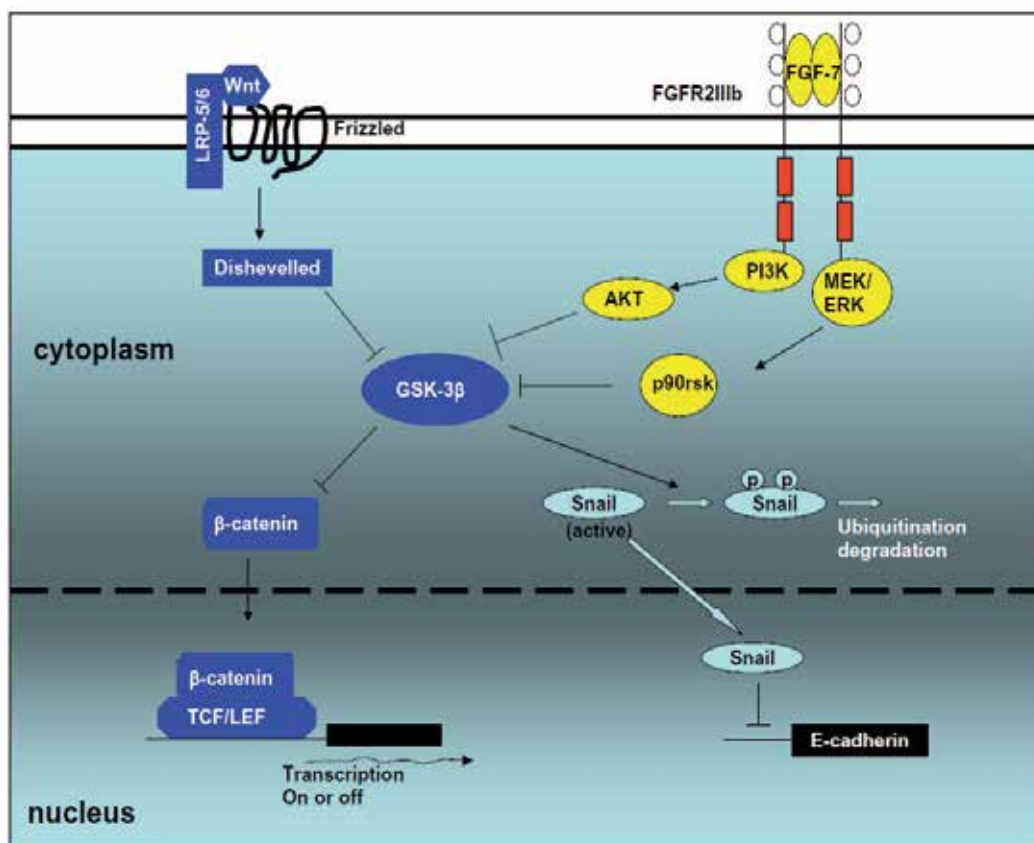 Wnt
LRP-5/6
Frizzled
FGFR2IIIb
FGF-7
Dishevelled
PI3K
MEK/
ERK
AKT
cytoplasm
GSK-3β
p90rsk
p p
Snail
(active)
Snail
β-catenin
Ubiquitination
degradation
Snail
β-catenin
TCF/LEF
E-cadherin
Transcription
On or off
nucleus